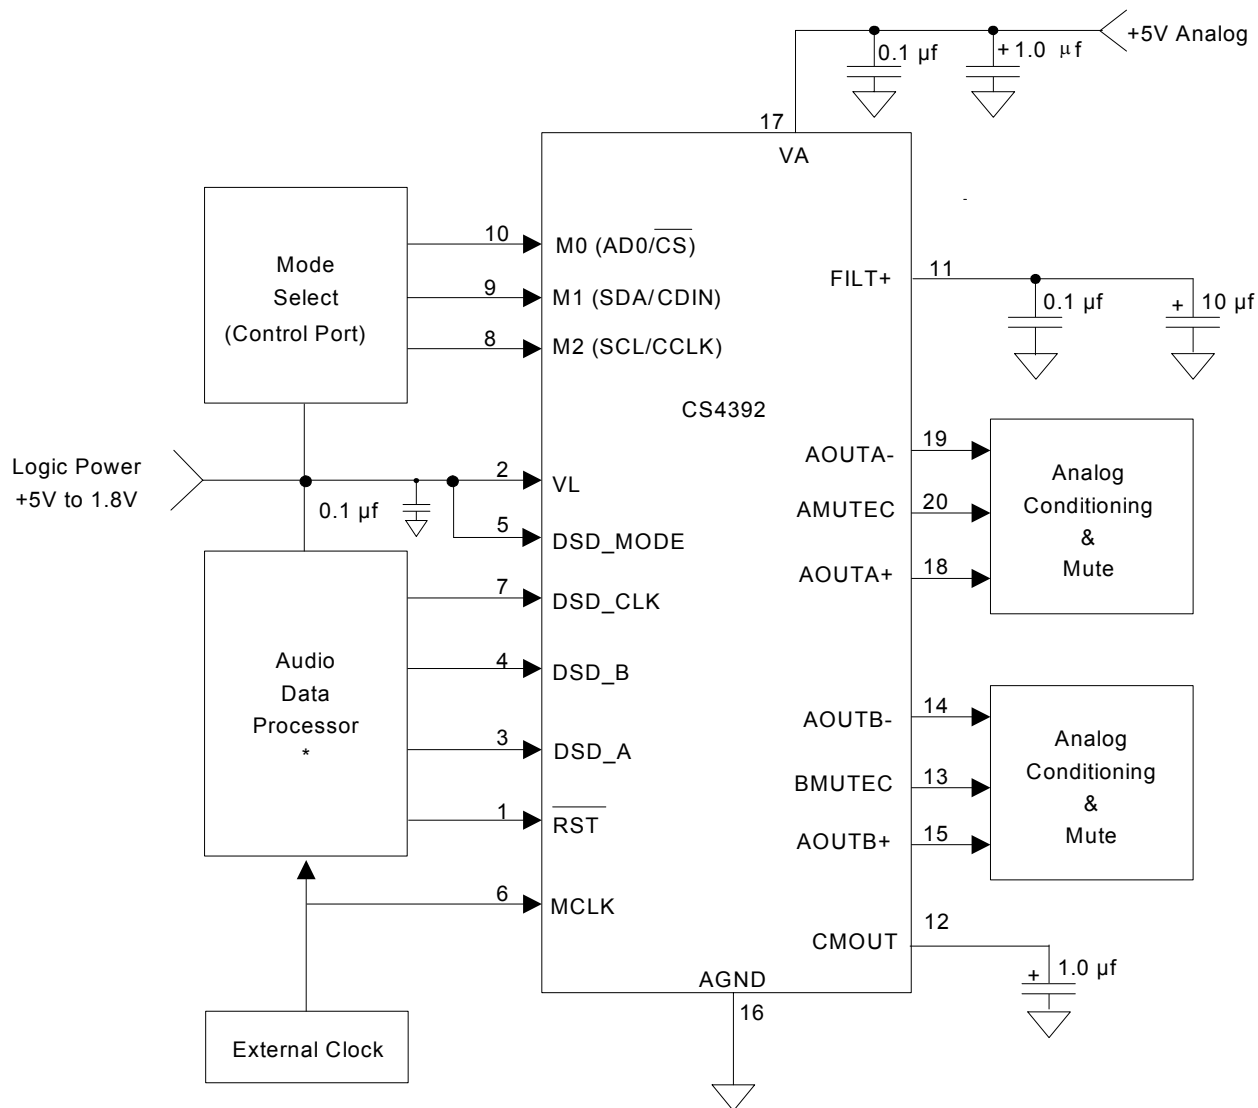 +5V Analog
0.1 µf
+ 1.0 µf
17
VA
Mode
Select
(Control Port)
10
M0 (AD0/CS)
9
M1 (SDA/CDIN)
8
M2 (SCL/CCLK)
FILT+
11
0.1 µf
+ 10 µf
CS4392
Logic Power
+5V to 1.8V
0.1 µf
2
VL
5
DSD_MODE
7
DSD_CLK
4
DSD_B
3
DSD_A
1
RST
6
MCLK
Audio
Data
Processor
*
External Clock
AOUTA-
19
AMUTEC
20
AOUTA+
18
Analog
Conditioning
&
Mute
AOUTB-
14
BMUTEC
13
AOUTB+
15
Analog
Conditioning
&
Mute
CMOUT
12
+ 1.0 µf
AGND
16